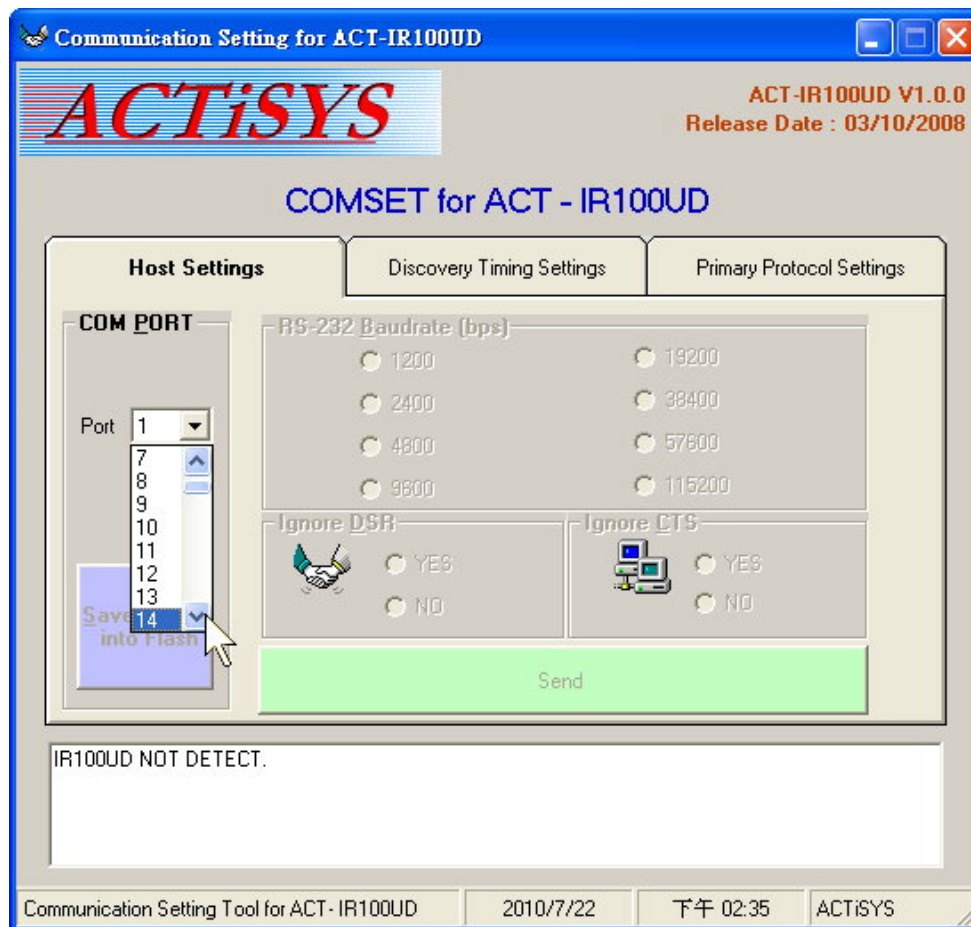 Communication Setting for ACT-IR100UD
ACTiSYS
ACT-IR100UD V1.0.0
Release Date : 03/10/2008
COMSET for ACT - IR100UD
Host Settings
Discovery Timing Settings
Primary Protocol Settings
COM PORT
Port 1
7
8
9
10
11
12
13
14
Save
into Flash
RS-232 Baudrate (bps)
1200
19200
2400
38400
4800
57600
9600
115200
Ignore DSR
YES
NO
Ignore CTS
YES
NO
Send
IR100UD NOT DETECT.
Communication Setting Tool for ACT- IR100UD
2010/7/22
下午 02:35
ACTiSYS